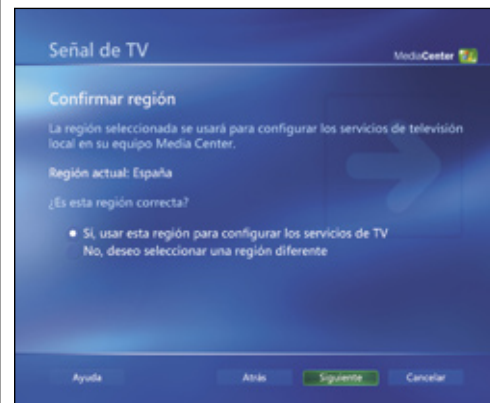 Señal de TV
MediaCenter
Confirmar región
La región seleccionada se usará para configurar los servicios de televisión
local en su equipo Media Center.
Región actual: España
¿Es esta región correcta?
Sí, usar esta región para configurar los servicios de TV
No, deseo seleccionar una región diferente
Ayuda
Atrás
Siguiente
Cancelar